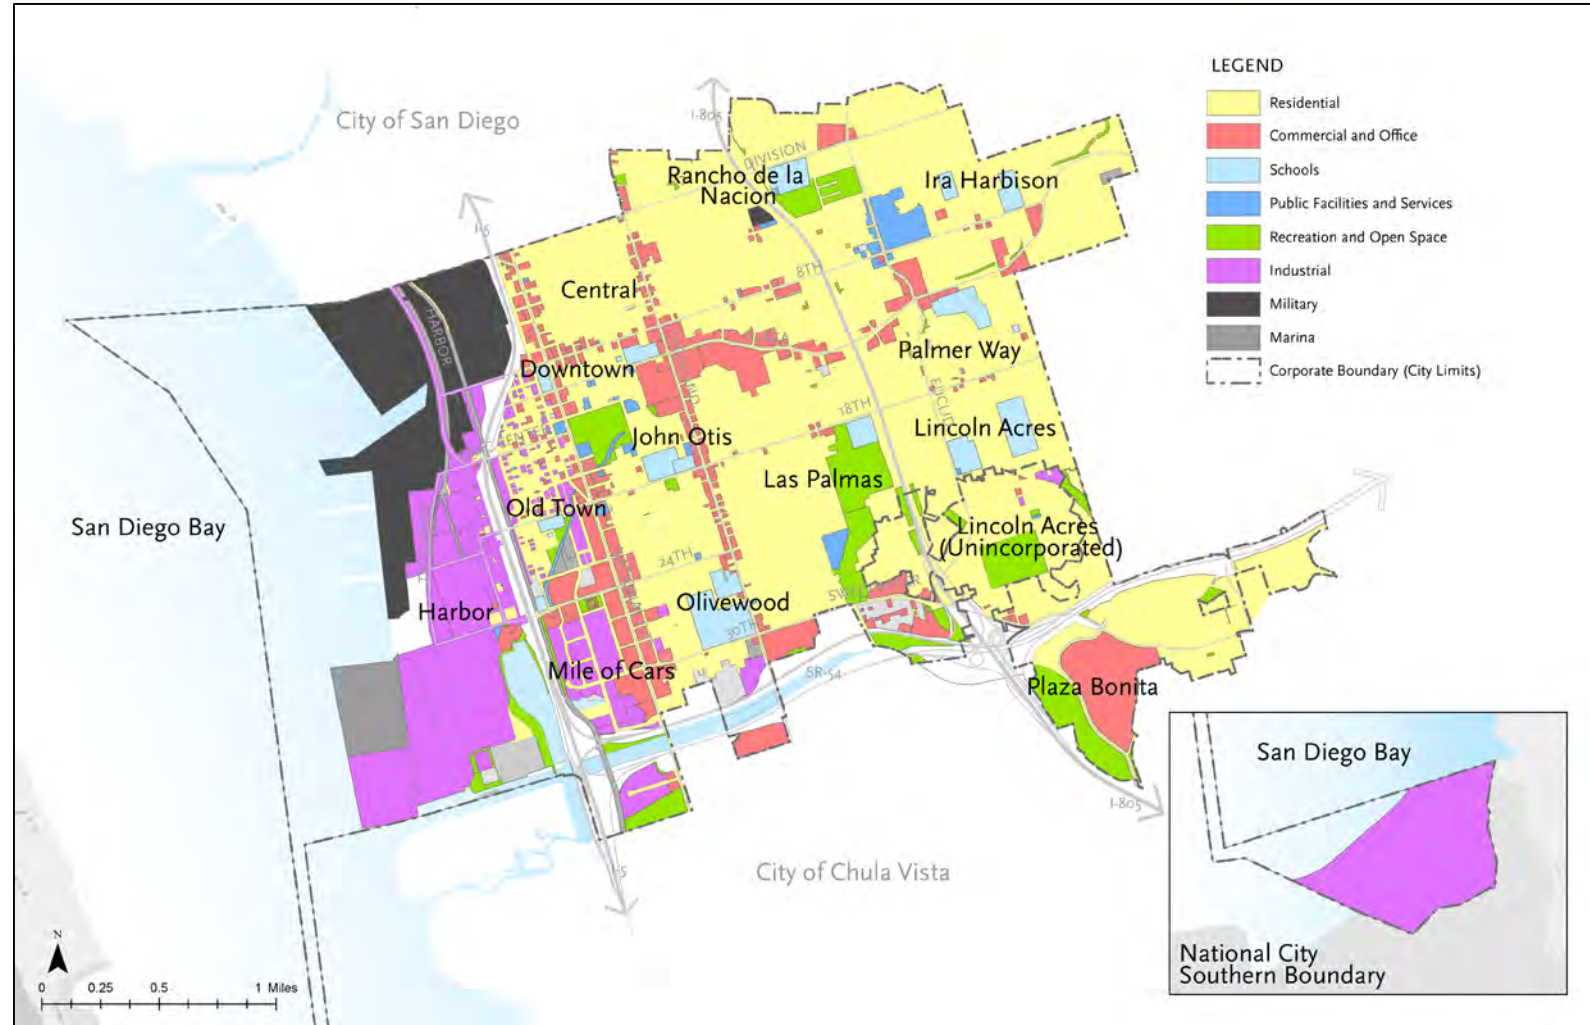 LEGEND
Residential
Commercial and Office
Schools
Public Facilities and Services
Recreation and Open Space
Industrial
Military
Marina
Corporate Boundary (City Limits)
City of San Diego
I-805
DIVISION
Rancho de la
Nacion
Ira Harbison
I-5
8TH
Central
HARBOR
Downtown
Palmer Way
EUCLID
18TH
John Otis
Lincoln Acres
Las Palmas
Old Town
San Diego Bay
Lincoln Acres
(Unincorporated)
24TH
Olivewood
Harbor
30TH
Mile of Cars
SR-54
Plaza Bonita
I-805
I-5
City of Chula Vista
San Diego Bay
National City
Southern Boundary
N
0 0.25 0.5 1 Miles